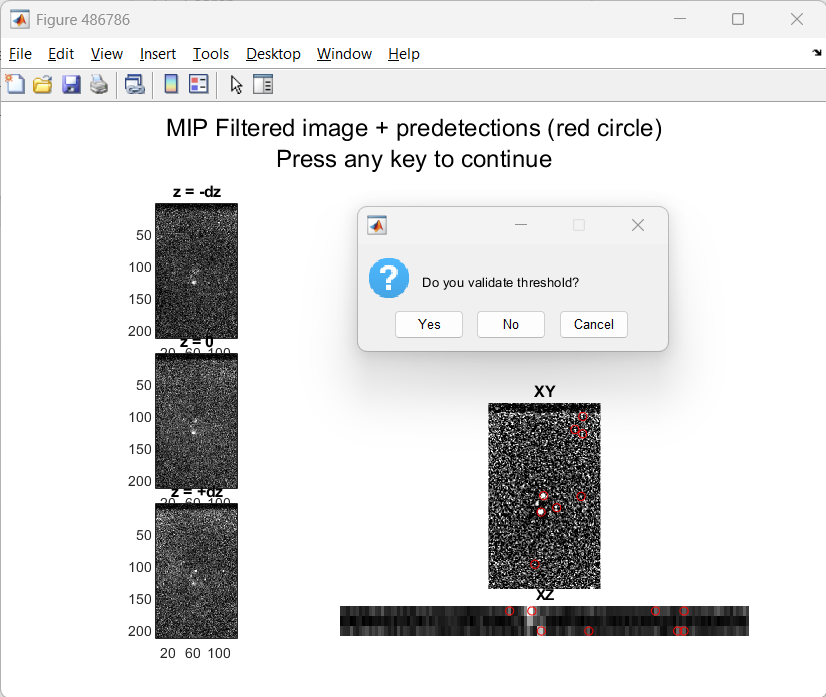 Figure 486786
File Edit View Insert Tools Desktop Window Help
MIP Filtered image + predetections (red circle)
Press any key to continue
z = -dz
50
100
150
200
20 60 100
z = 0
50
100
150
200
20 60 100
z = +dz
50
100
150
200
20 60 100
Do you validate threshold?
Yes No Cancel
XY
XZ